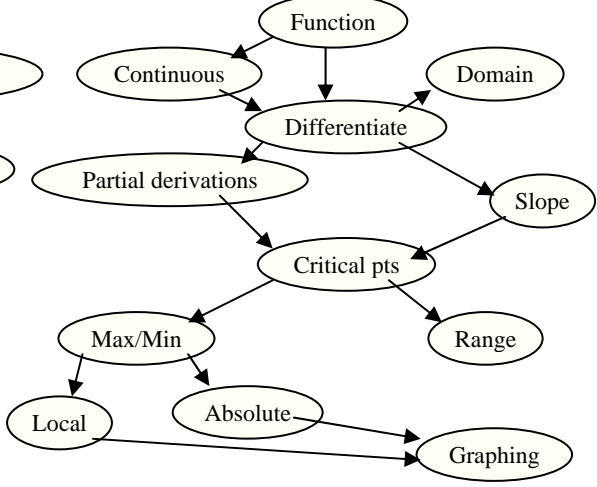 Function
Continuous
Domain
Differentiate
Partial derivations
Slope
Critical pts
Max/Min
Range
Local
Absolute
Graphing